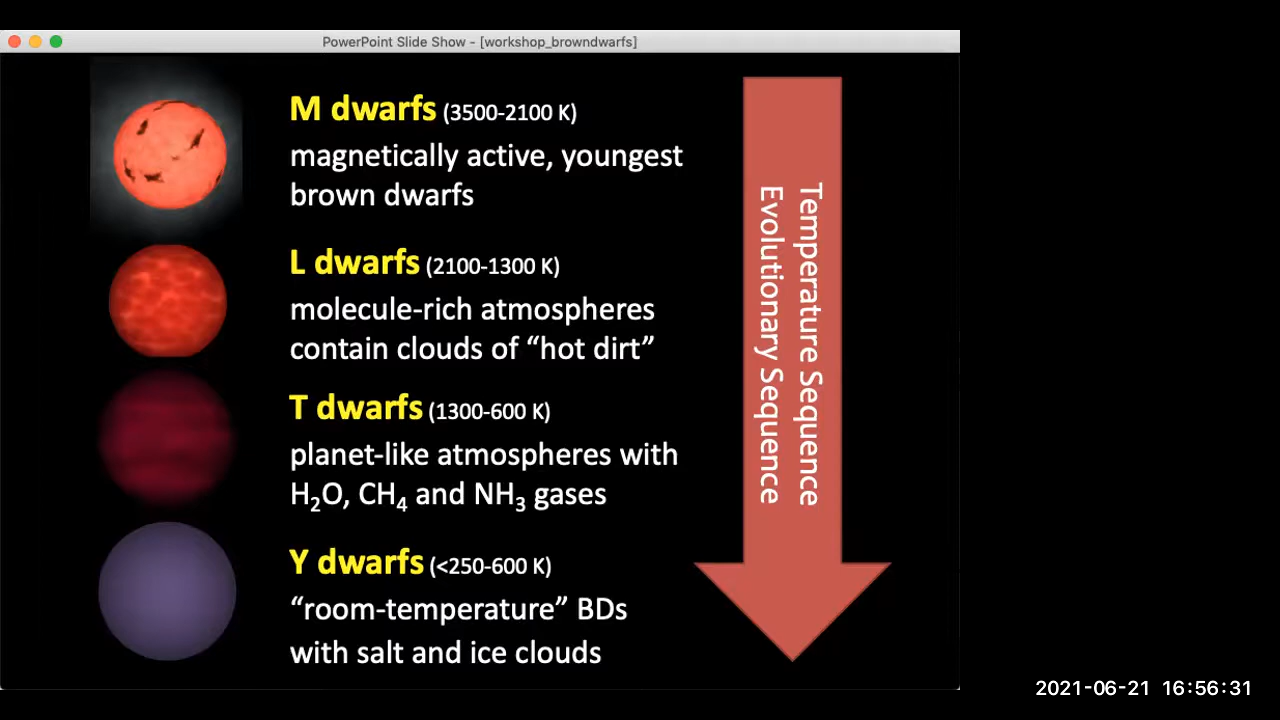 PowerPoint Slide Show - [workshop_browndwarfs]
M dwarfs (3500-2100 K)
magnetically active, youngest
brown dwarfs
L dwarfs (2100-1300 K)
molecule-rich atmospheres
contain clouds of “hot dirt”
T dwarfs (1300-600 K)
planet-like atmospheres with
H₂O, CH₄ and NH₃ gases
Y dwarfs (<250-600 K)
“room-temperature” BDs
with salt and ice clouds
Temperature Sequence
Evolutionary Sequence
2021-06-21 16:56:31